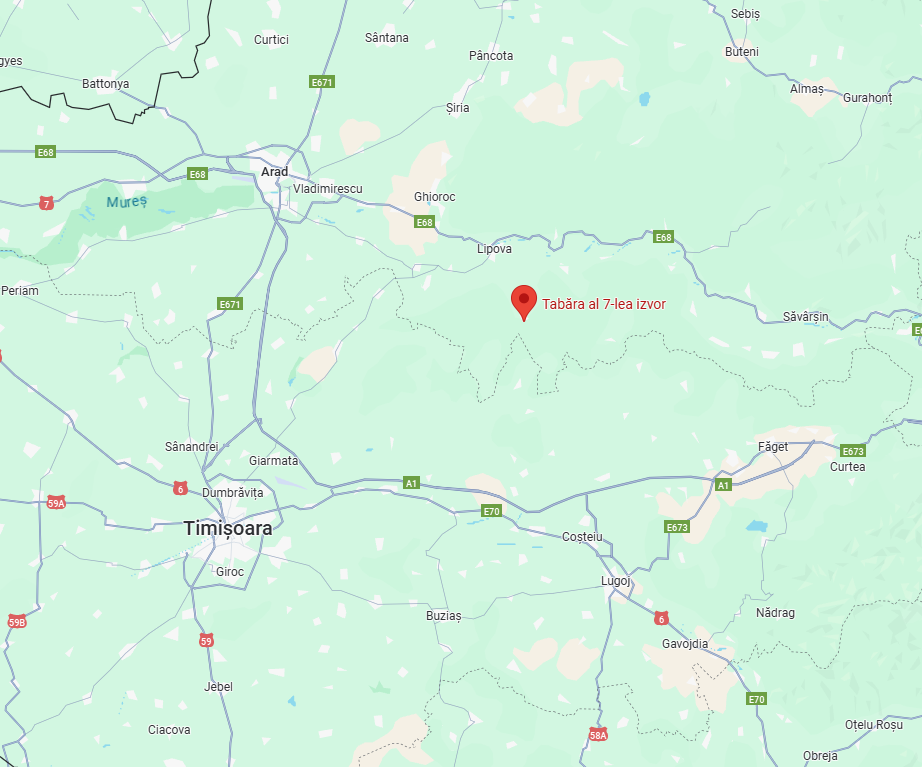 Sebiș
Curtici
Sântana
Buteni
Pâncota
gyes
Battonya
E671
Almaș
Gurahonț
Șiria
E68
Arad
E68
Vladimirescu
7
Mureș
Ghioroc
E68
E68
Lipova
Periam
E671
Tabăra al 7-lea izvor
Săvârșin
E6
Sânandrei
Făget
E673
Giarmata
Curtea
6
A1
A1
Dumbrăvița
59A
E70
Timișoara
E673
Coșteiu
Giroc
Lugoj
Buziaș
Nădrag
59B
6
59
Gavojdia
Jebel
E70
Ciacova
58A
Oțelu Roșu
Obreja